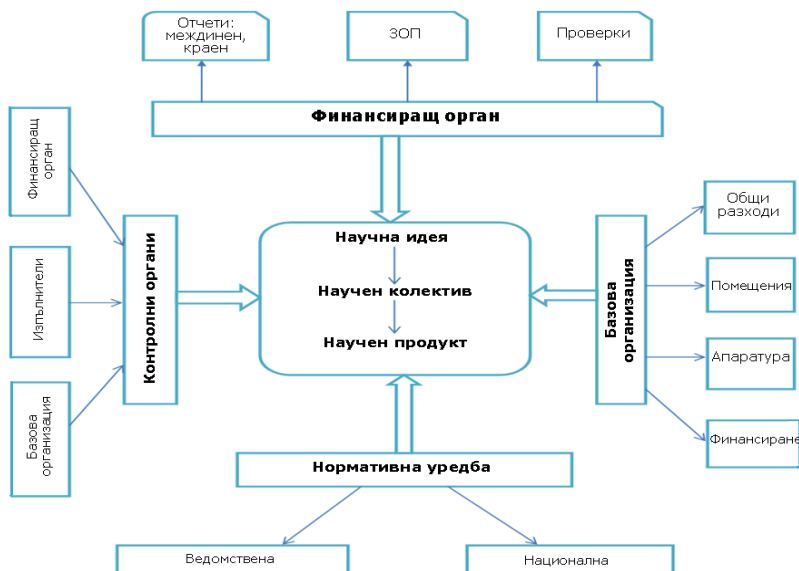 Отчети:
междинен,
краен
ЗОП
Проверки
Финансиращ орган
Финансиращ
орган
Изпълнители
Базова
организация
Контролни органи
Научна идея
Научен колектив
Научен продукт
Базова
организация
Общи
разходи
Помещения
Апаратура
Финансиране
Нормативна уредба
Ведомствена
Национална